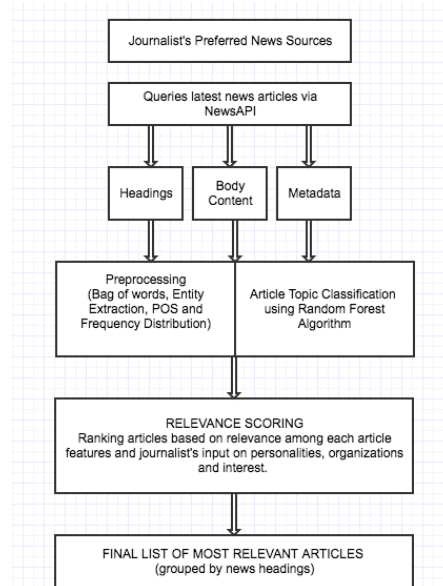 Journalist's Preferred News Sources
Queries latest news articles via
NewsAPI
Headings
Body
Content
Metadata
Preprocessing
(Bag of words, Entity
Extraction, POS and
Frequency Distribution)
Article Topic Classification
using Random Forest
Algorithm
RELEVANCE SCORING
Ranking articles based on relevance among each article
features and journalist's input on personalities, organizations
and interest.
FINAL LIST OF MOST RELEVANT ARTICLES
(grouped by news headings)